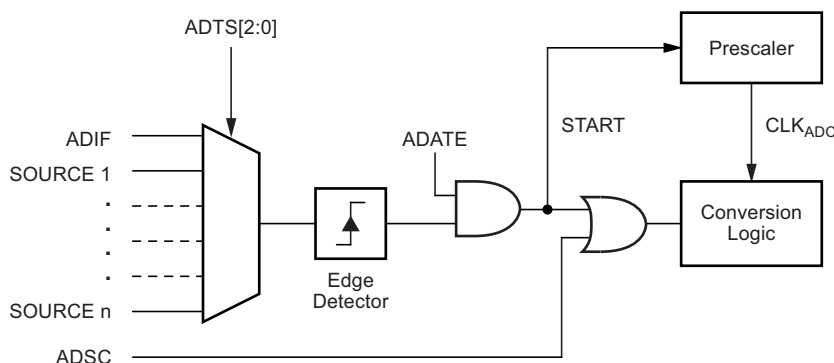 ADTS[2:0]
Prescaler
START
CLKADC
ADIF
ADATE
SOURCE 1
.
.
.
.
Conversion
Logic
Edge
Detector
SOURCE n
ADSC